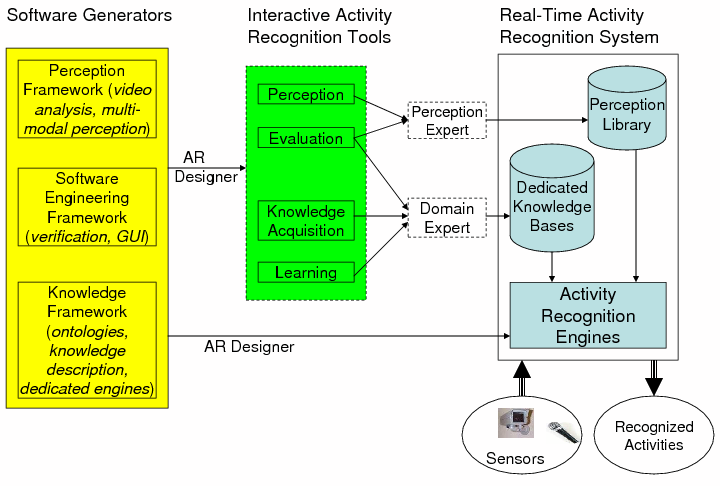 Software Generators
Interactive Activity
Recognition Tools
Real-Time Activity
Recognition System
Perception
Framework (video
analysis, multi-
modal perception)
Software
Engineering
Framework
(verification, GUI)
Knowledge
Framework
(ontologies,
knowledge
description,
dedicated engines)
AR
Designer
AR Designer
Perception
Evaluation
Knowledge
Acquisition
Learning
Perception
Expert
Domain
Expert
Perception
Library
Dedicated
Knowledge
Bases
Activity
Recognition
Engines
Sensors
Recognized
Activities